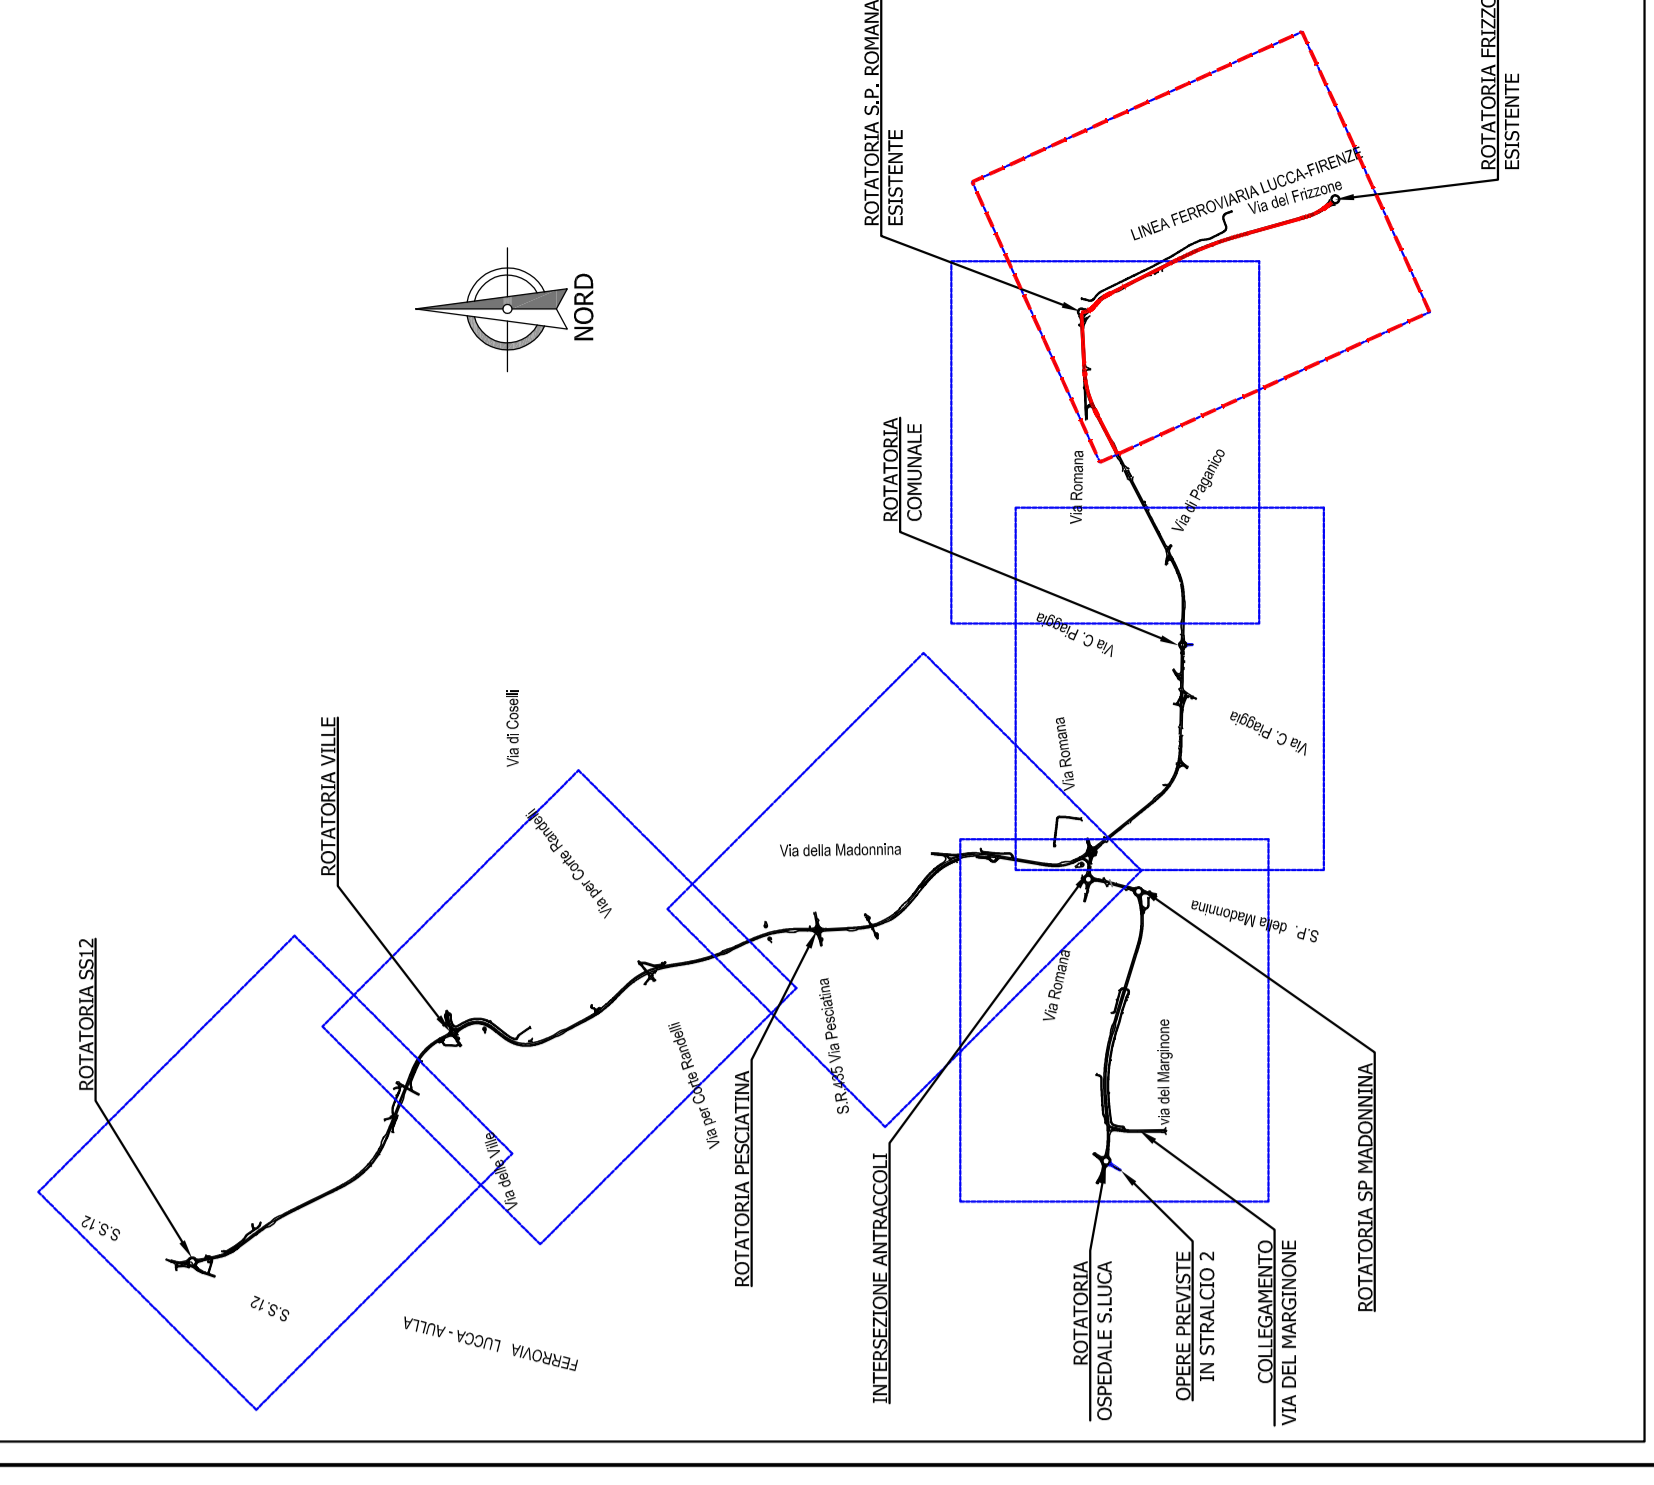 ROTATORIA SS12
ROTATORIA VILLE
ROTATORIA PESCIATINA
INTERSEZIONE ANTRACCOLI
ROTATORIA
OSPEDALE S.LUCA
OPERE PREVISTE
IN STRALCIO 2
COLLEGAMENTO
VIA DEL MARGINONE
ROTATORIA SP MADONNINA
ROTATORIA
COMUNALE
ROTATORIA S.P. ROMANA
ESISTENTE
ROTATORIA FRIZZO
ESISTENTE
NORD
S.S.12
S.S.12
FERROVIA LUCCA - AULLA
Via delle Ville
Via di Coselli
Via per Corte Randelli
Via per Corte Randelli
Via della Madonnina
S.R.435 Via Pesciatina
Via Romana
Via Romana
Via Romana
via del Marginone
S.P. della Madonnina
Via C. Piaggia
Via C. Piaggia
Via di Paganico
LINEA FERROVIARIA LUCCA-FIRENZE
Via del Frizzone